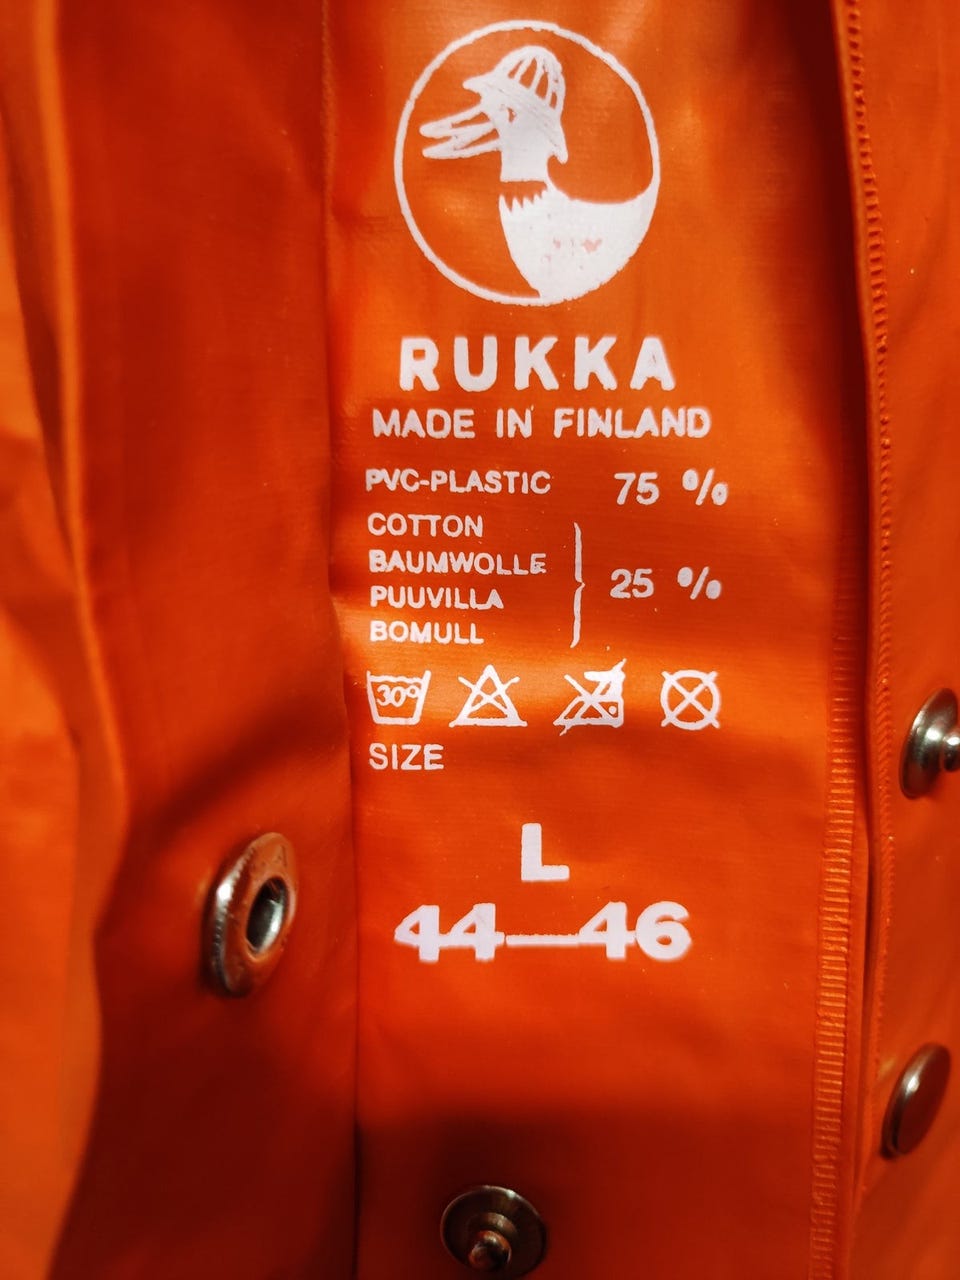 RUKKA
MADE IN FINLAND
PVC-PLASTIC 75 %
COTTON
BAUMWOLLE
PUUVILLA
BOMULL
25 %
30°
SIZE
L
44—46